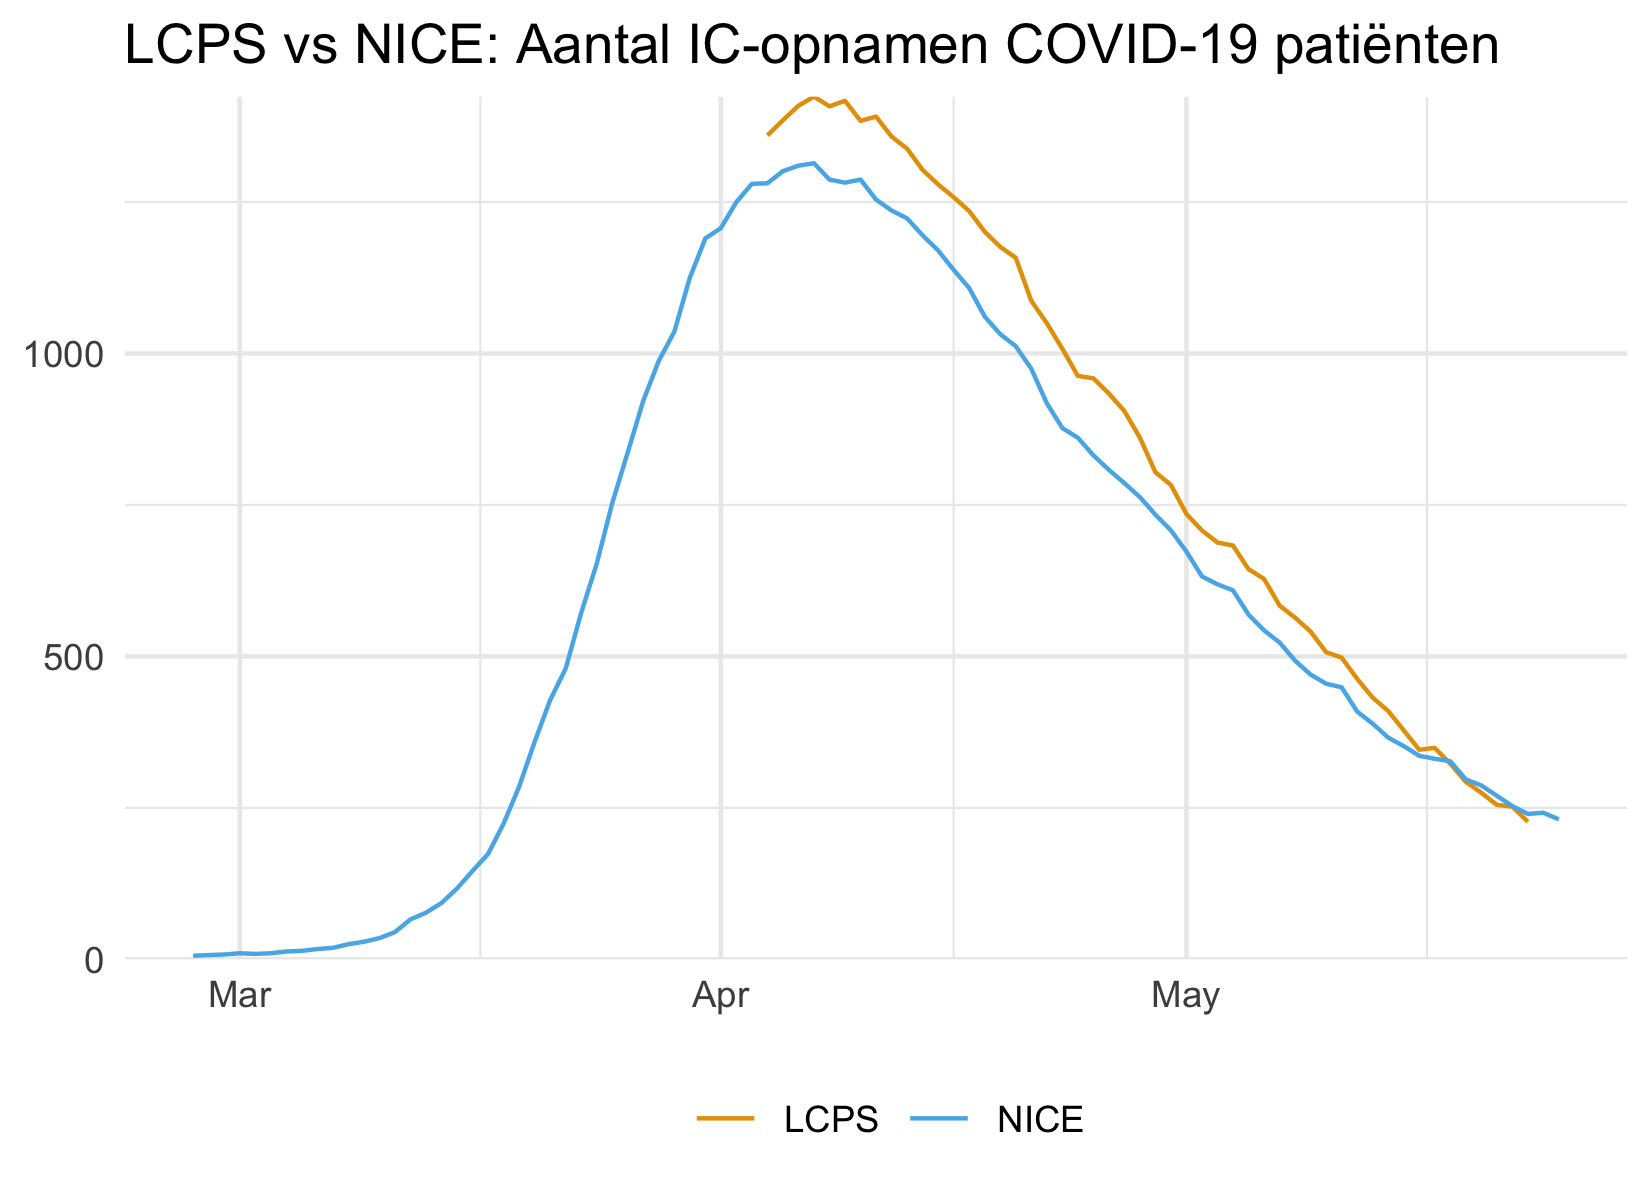 LCPS vs NICE: Aantal IC-opnamen COVID-19 patiënten
1000
500
0
Mar Apr May
LCPS NICE